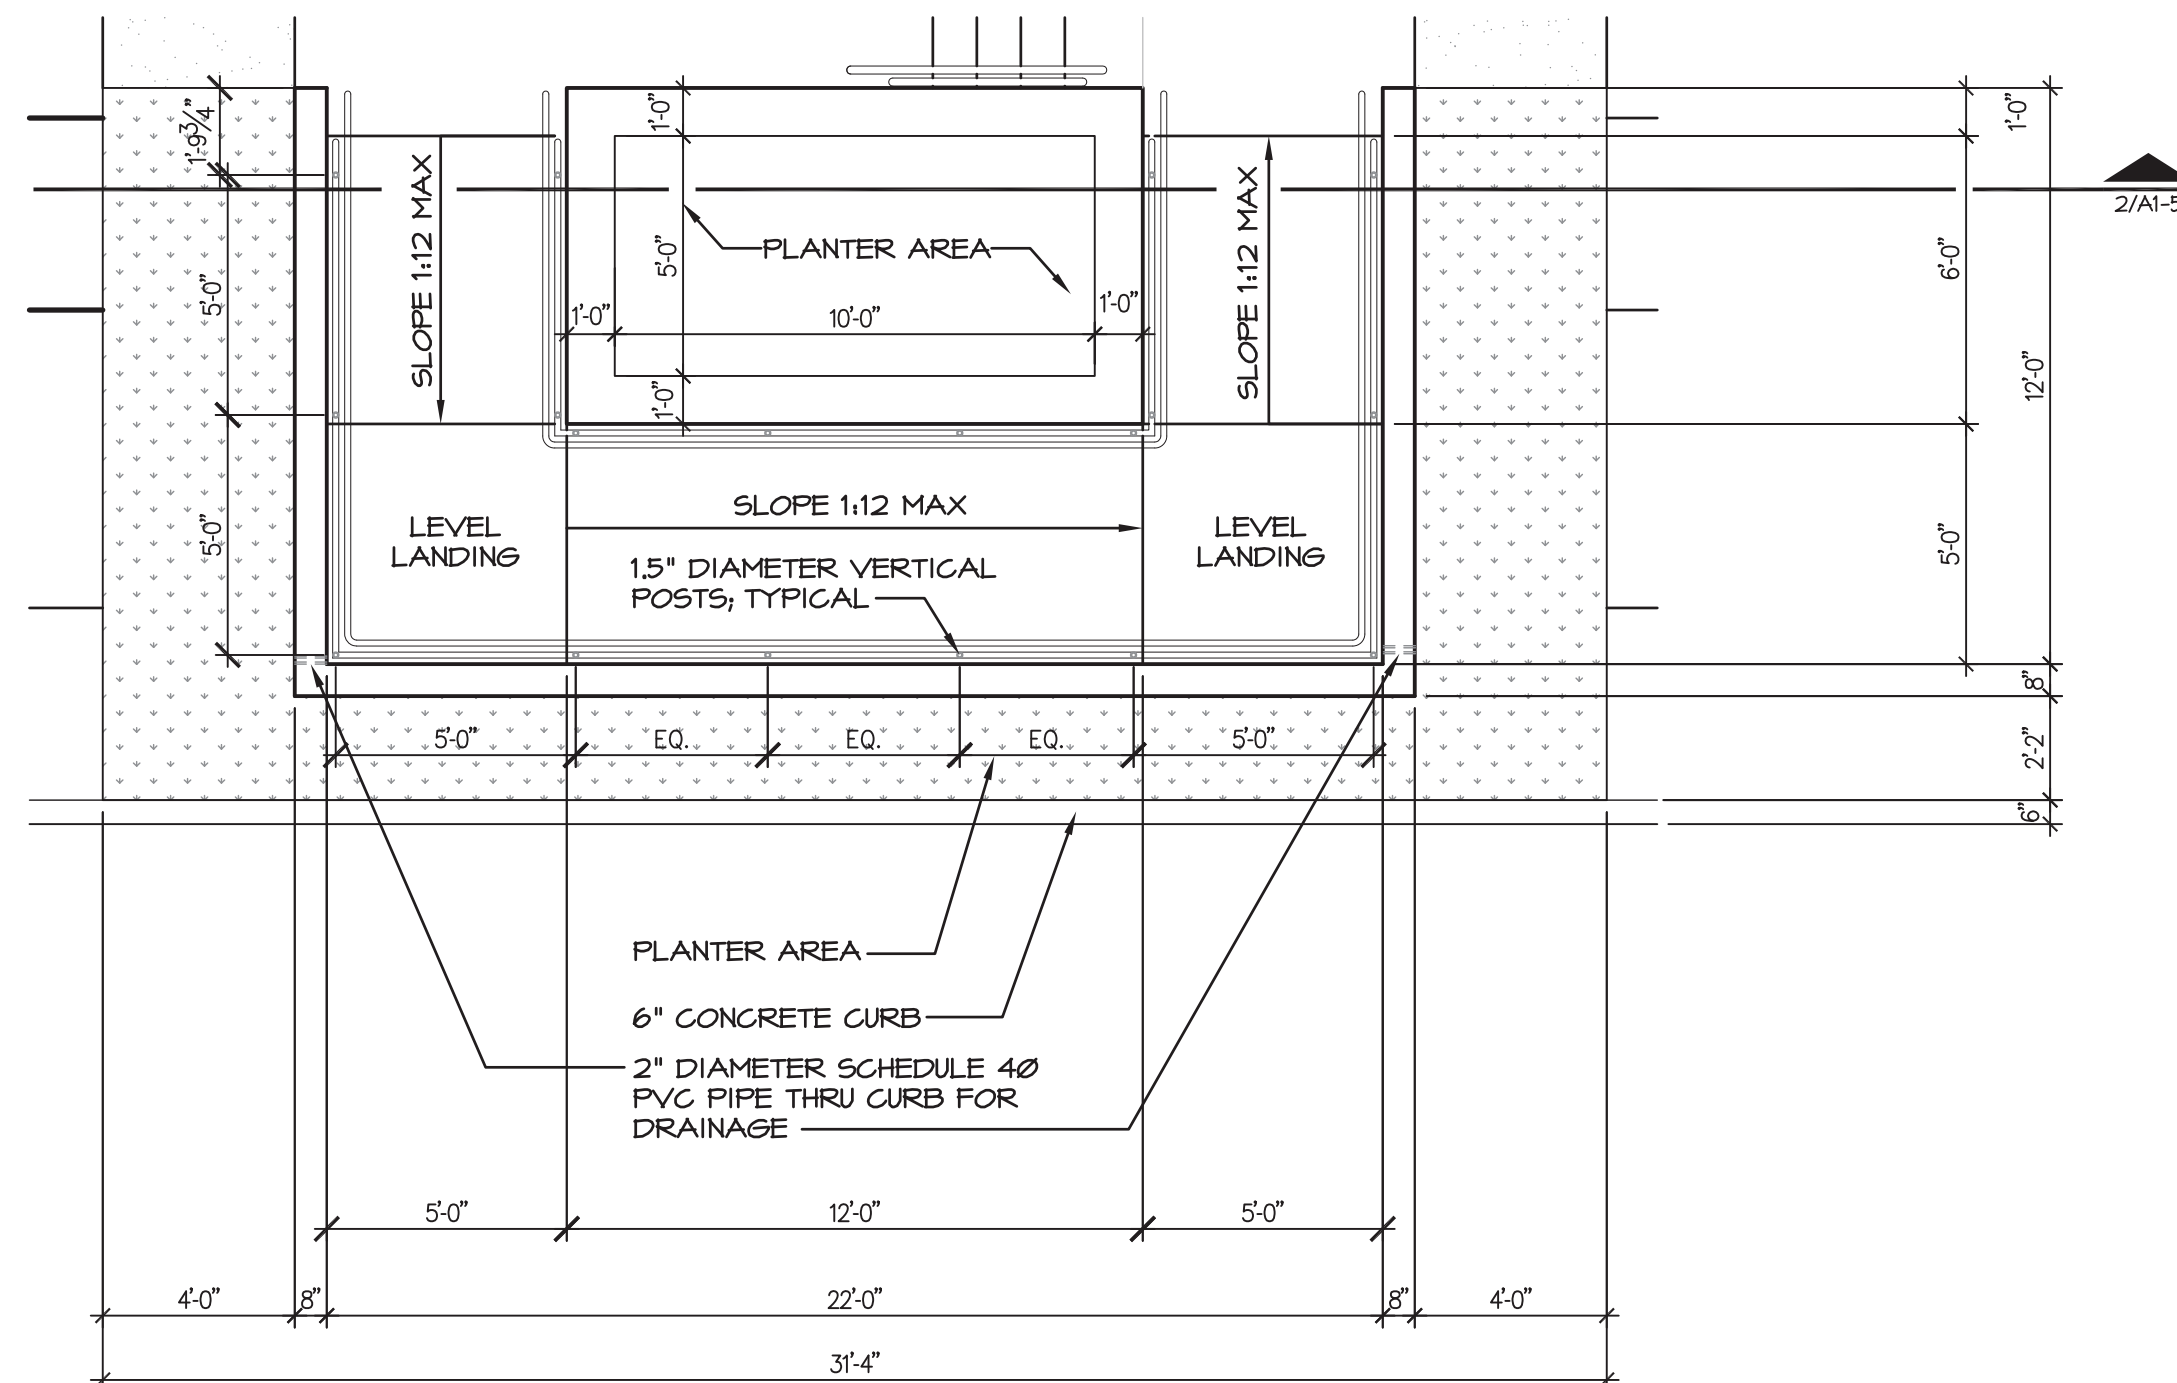 1'-0"
1'-0"
1'-9 3/4"
SLOPE 1:12 MAX
SLOPE 1:12 MAX
PLANTER AREA
5'-0"
6'-0"
5'-0"
1'-0"
10'-0"
1'-0"
1'-0"
12'-0"
SLOPE 1:12 MAX
LEVEL
LANDING
LEVEL
LANDING
5'-0"
5'-0"
1.5" DIAMETER VERTICAL
POSTS; TYPICAL
8"
5'-0"
EQ.
EQ.
EQ.
5'-0"
2'-2"
6"
PLANTER AREA
6" CONCRETE CURB
2" DIAMETER SCHEDULE 40
PVC PIPE THRU CURB FOR
DRAINAGE
5'-0"
12'-0"
5'-0"
4'-0"
8"
22'-0"
8"
4'-0"
31'-4"